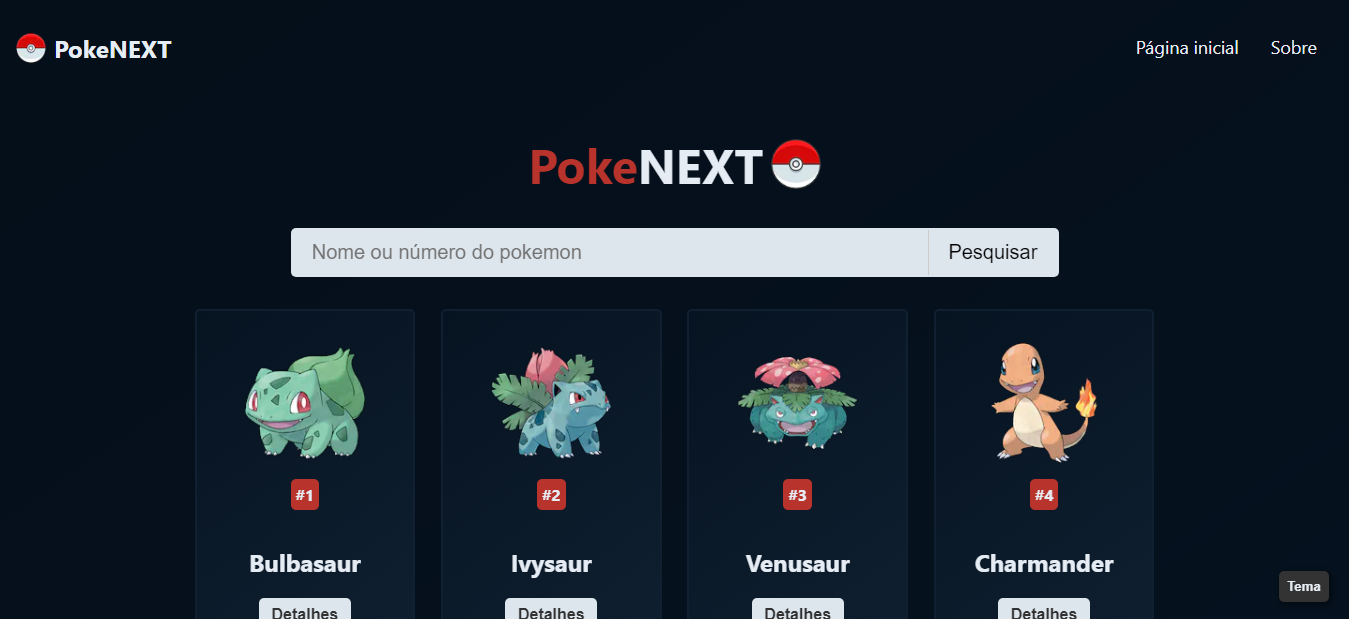 PokeNEXT
Página inicial
Sobre
PokeNEXT
Nome ou número do pokemon
Pesquisar
#1
#2
#3
#4
Bulbasaur
Ivysaur
Venusaur
Charmander
Detalhes
Detalhes
Detalhes
Detalhes
Tema